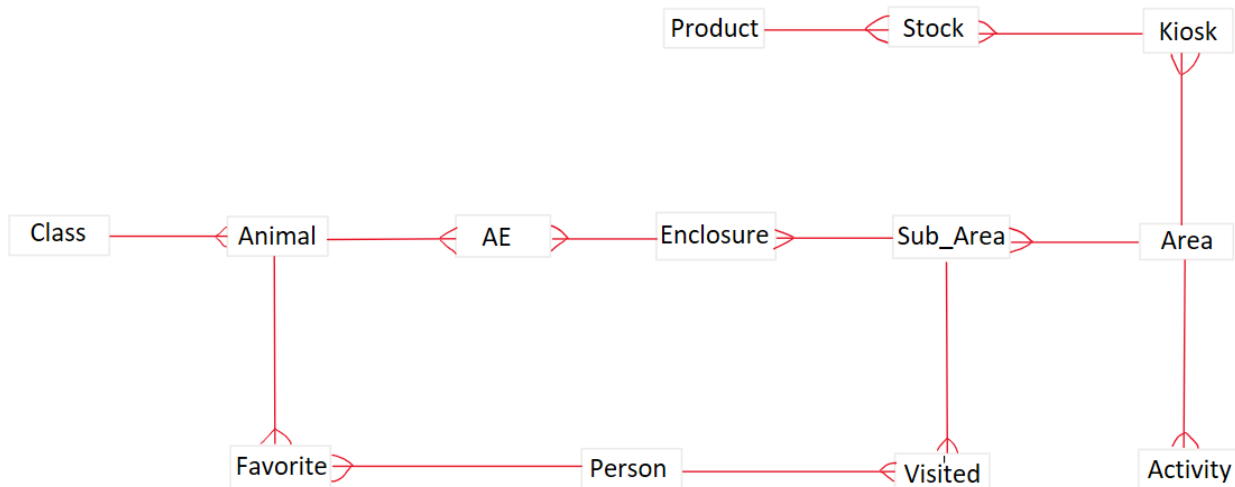 Product
Stock
Kiosk
Class
Animal
AE
Enclosure
Sub_Area
Area
Favorite
Person
Visited
Activity